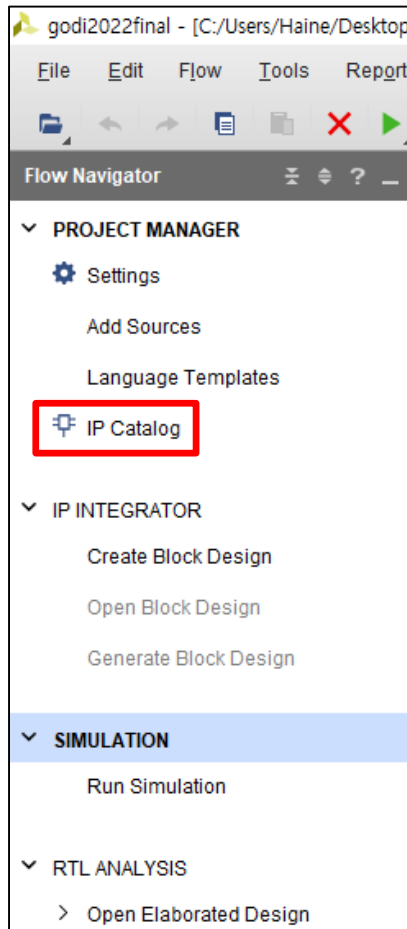 godi2022final - [C:/Users/Haine/Desktop
File Edit Flow Tools Report
Flow Navigator ?
PROJECT MANAGER
Settings
Add Sources
Language Templates
IP Catalog
IP INTEGRATOR
Create Block Design
Open Block Design
Generate Block Design
SIMULATION
Run Simulation
RTL ANALYSIS
Open Elaborated Design